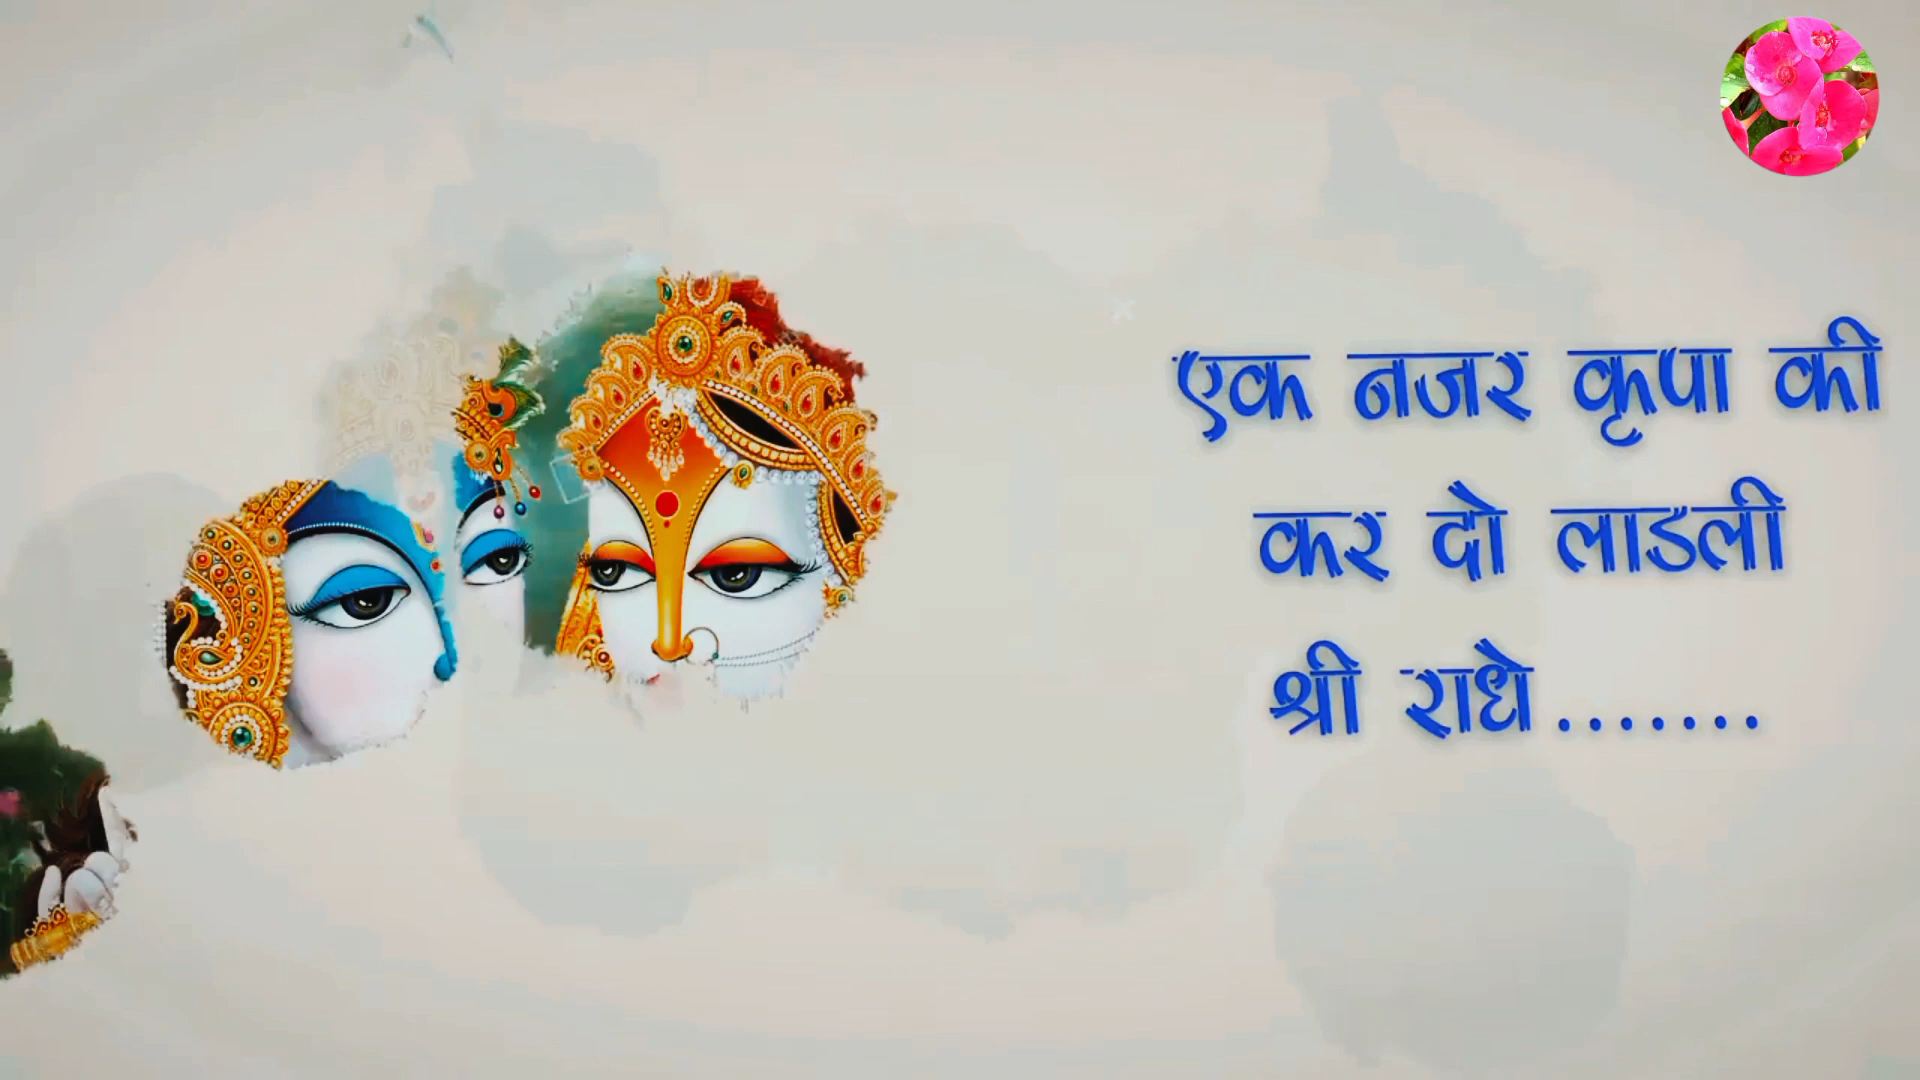 एक नजर कृपा की
कर दो लाडली
श्री राधे.......